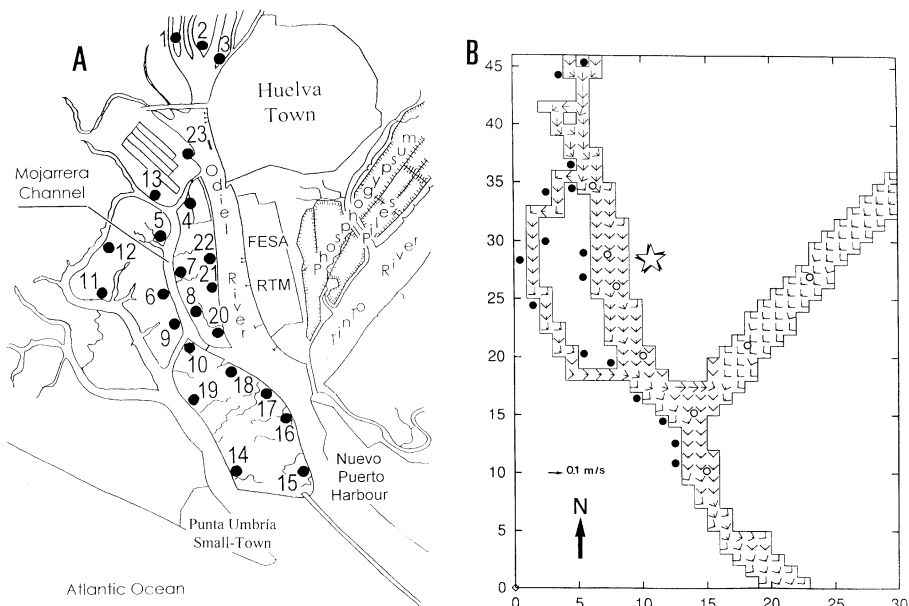 A
1
2
3
Huelva
Town
23
Mojarrera
Channel
13
4
5
Odiel River
22
FESA
Phosphogypsum
Piles
12
7
21
RTM
Tinto River
11
6
8
20
9
10
18
19
17
16
14
15
Nuevo
Puerto
Harbour
Punta Umbría
Small-Town
Atlantic Ocean
B
45
40
35
30
25
20
15
10
5
0
0.1 m/s
N
0 5 10 15 20 25 30